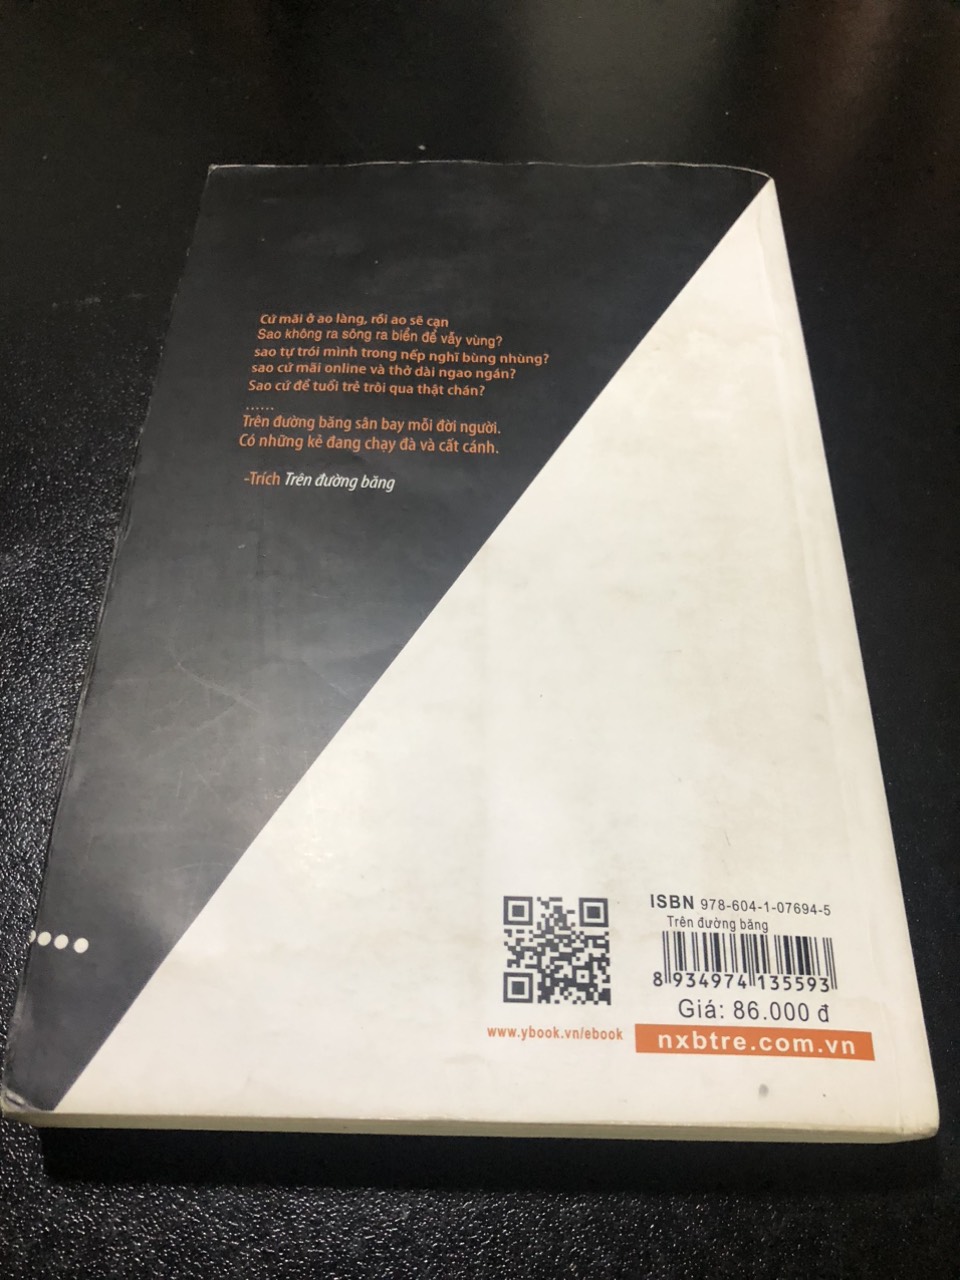 Cứ mãi ở ao làng, rồi ao sẽ cạn
Sao không ra sông ra biển để vẫy vùng?
sao tự trói mình trong nếp nghĩ bùng nhùng?
sao cứ mãi online và thở dài ngao ngán?
Sao cứ để tuổi trẻ trôi qua thật chán?
......
Trên đường băng sân bay mỗi đời người.
Có những kẻ đang chạy đà và cất cánh.
-Trích Trên đường băng
ISBN 978-604-1-07694-5
Trên đường băng
8 934974 135593
Giá: 86.000 đ
www.ybook.vn/ebook
nxbtre.com.vn